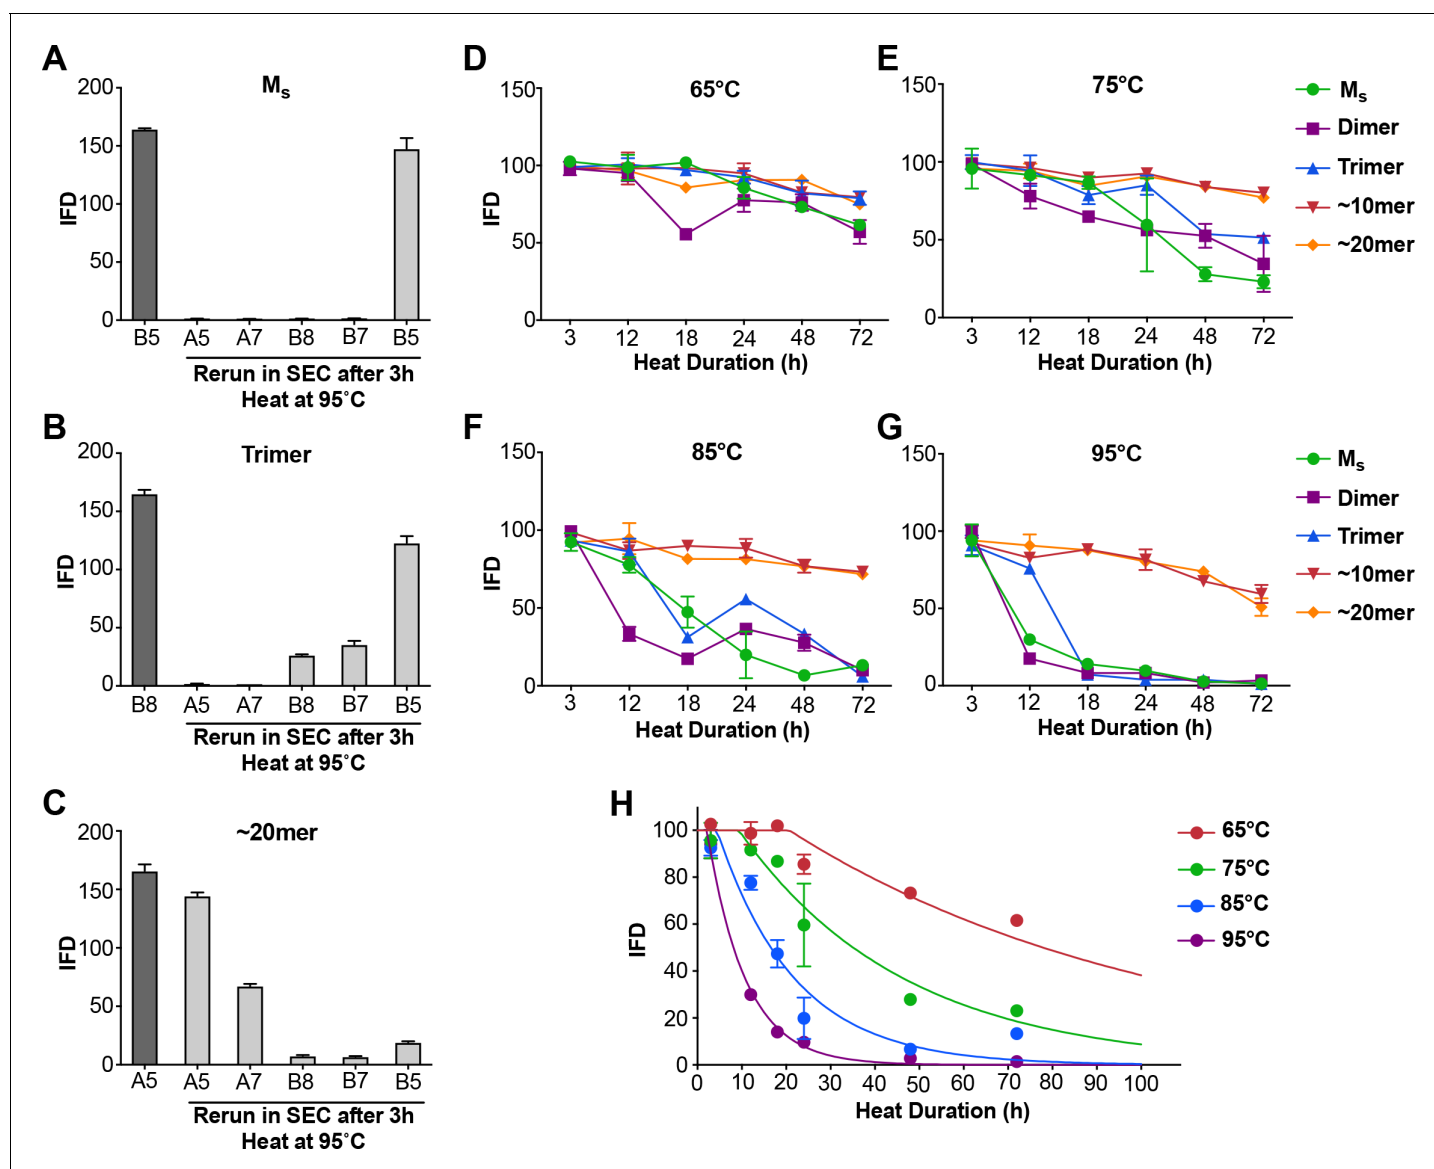 A
Ms
IFD
200
150
100
50
0
B5 A5 A7 B8 B7 B5
Rerun in SEC after 3h
Heat at 95˚C
B
Trimer
IFD
200
150
100
50
0
B8 A5 A7 B8 B7 B5
Rerun in SEC after 3h
Heat at 95˚C
C
~20mer
IFD
200
150
100
50
0
A5 A5 A7 B8 B7 B5
Rerun in SEC after 3h
Heat at 95˚C
D
65°C
IFD
150
100
50
0
3 12 18 24 48 72
Heat Duration (h)
E
75°C
IFD
150
100
50
0
3 12 18 24 48 72
Heat Duration (h)
Ms
Dimer
Trimer
~10mer
~20mer
F
85°C
IFD
150
100
50
0
3 12 18 24 48 72
Heat Duration (h)
G
95°C
IFD
150
100
50
0
3 12 18 24 48 72
Heat Duration (h)
Ms
Dimer
Trimer
~10mer
~20mer
H
IFD
100
80
60
40
20
0
0 10 20 30 40 50 60 70 80 90 100
Heat Duration (h)
65°C
75°C
85°C
95°C